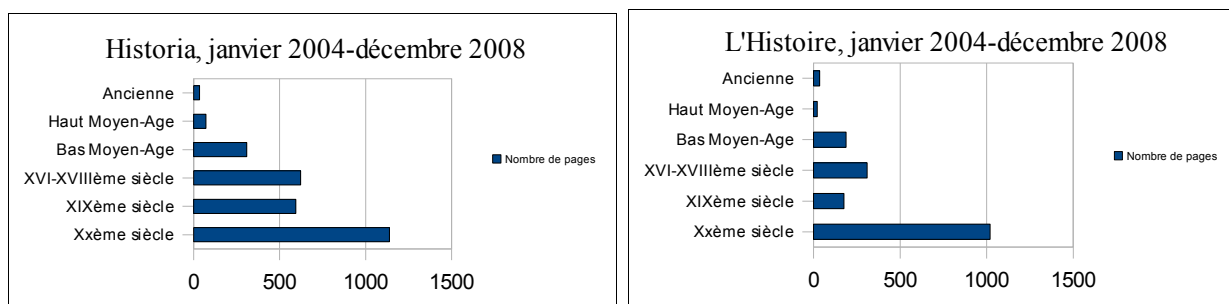 Historia, janvier 2004-décembre 2008
Ancienne
Haut Moyen-Age
Bas Moyen-Age
XVI-XVIIIème siècle
XIXème siècle
Xxème siècle
0 500 1000 1500
Nombre de pages
L'Histoire, janvier 2004-décembre 2008
Ancienne
Haut Moyen-Age
Bas Moyen-Age
XVI-XVIIIème siècle
XIXème siècle
Xxème siècle
0 500 1000 1500
Nombre de pages